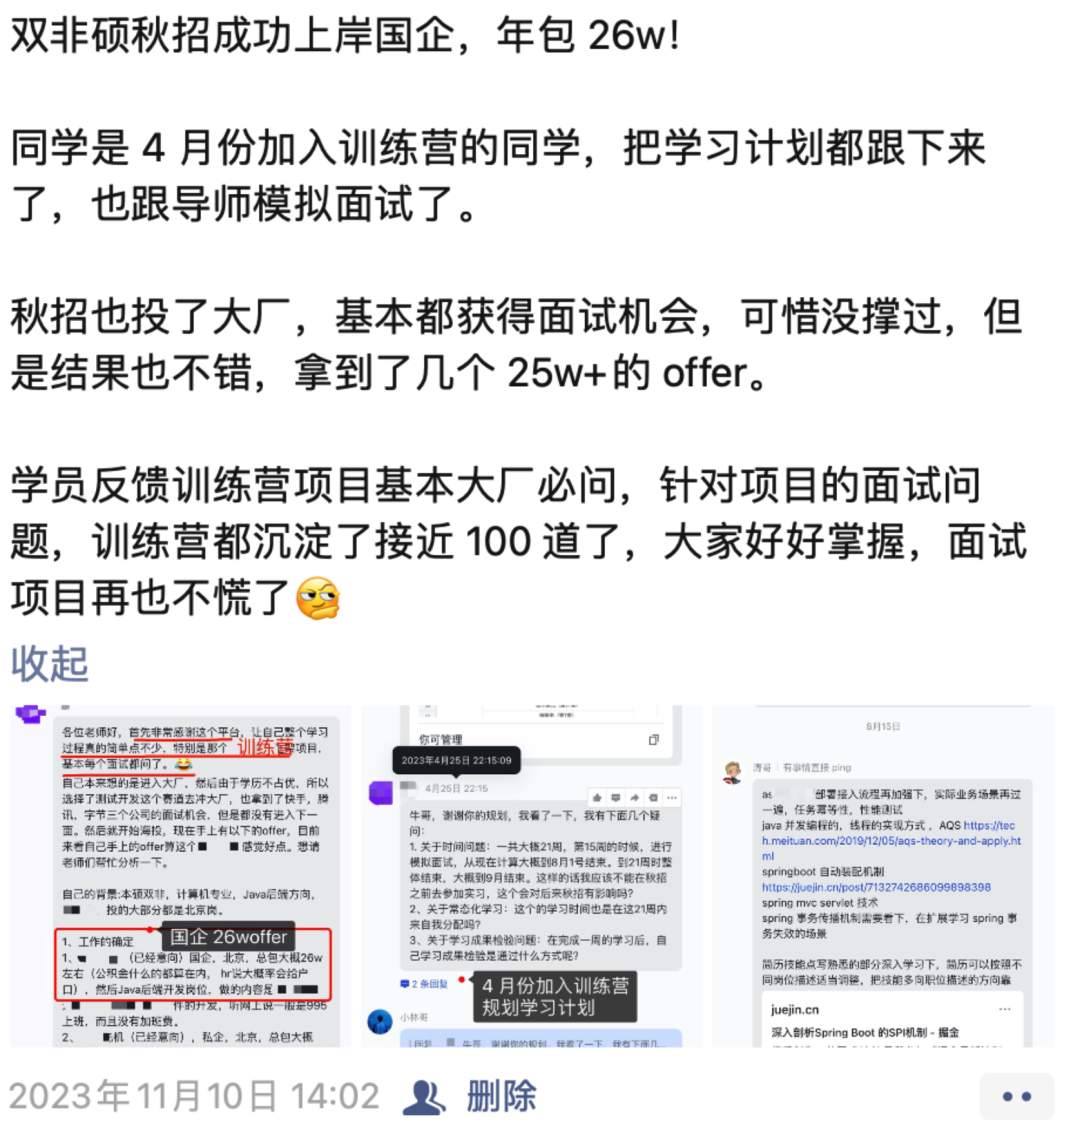 双非硕秋招成功上岸国企，年包 26w！
同学是 4 月份加入训练营的同学，把学习计划都跟下来
了，也跟导师模拟面试了。
秋招也投了大厂，基本都获得面试机会，可惜没撑过，但
是结果也不错，拿到了几个 25w+的 offer。
学员反馈训练营项目基本大厂必问，针对项目的面试问
题，训练营都沉淀了接近 100 道了，大家好好掌握，面试
项目再也不慌了🤔
收起
各位老师好，首先非常感谢这个平台，让自己整个学习
过程真的简单点不少，特别是那个 训练营 项目，
基本每个面试都问了。😂
自己本来想的是进入大厂，然后由于学历不占优，所以
选择了测试开发这个赛道去冲大厂，也拿到了快手，腾
讯，字节三个公司的面试机会，但是都没有进入下一
面。然后就开始海投，现在手上有以下的offer，目前
来看自己手上的offer算这个 感觉好点。想请
老师们帮忙分析一下。
自己的背景:本硕双非，计算机专业，Java后端方向，
投的大部分都是北京岗。
国企 26woffer
1、工作的确定
1、 （已经意向）国企，北京，总包大概26w
左右（公积金什么的都算在内， hr说大概率会给户
口），然后Java后端开发岗位，做的内容是
件的开发，听网上说一般是995
上班，而且没有加班费。
2、 机（已经意向），私企，北京，总包大概
你可管理
2023年4月25日 22:15:09
4月25日 22:15
牛哥，谢谢你的规划，我看了一下，我有下面几个疑
问：
1. 关于时间问题：一共大概21周，第15周的时候，进行
模拟面试，从现在计算大概到8月1号结束。到21周时整
体结束，大概到9月结束。这样的话我应该不能在秋招
之前去参加实习，这个会对后来秋招有影响吗？
2、关于常态化学习：这个的学习时间也是在这21周内
来自我分配吗？
3、关于学习成果检验问题：在完成一周的学习后，自
己学习成果检验是通过什么方式呢？
2 条回复
4 月份加入训练营
规划学习计划
小林哥
回复 牛哥，谢谢你的规划，我看了一下，我有下面几...
6月15日
涛哥 | 有事情直接 ping
部署接入流程再加强下，实际业务场景再过
一遍，任务幂等性，性能测试
java 并发编程的，线程的实现方式 ，AQS https://tec
h.meituan.com/2019/12/05/aqs-theory-and-apply.ht
ml
springboot 自动装配机制
https://juejin.cn/post/7132742686099898398
spring mvc servlet 技术
spring 事务传播机制需要看下，在扩展学习 spring 事
务失效的场景
简历技能点写熟悉的部分深入学习下，简历可以按照不
同岗位描述适当调整，把技能多向职位描述的方向靠
juejin.cn
深入剖析Spring Boot 的SPI机制 - 掘金
2023年11月10日 14:02 删除